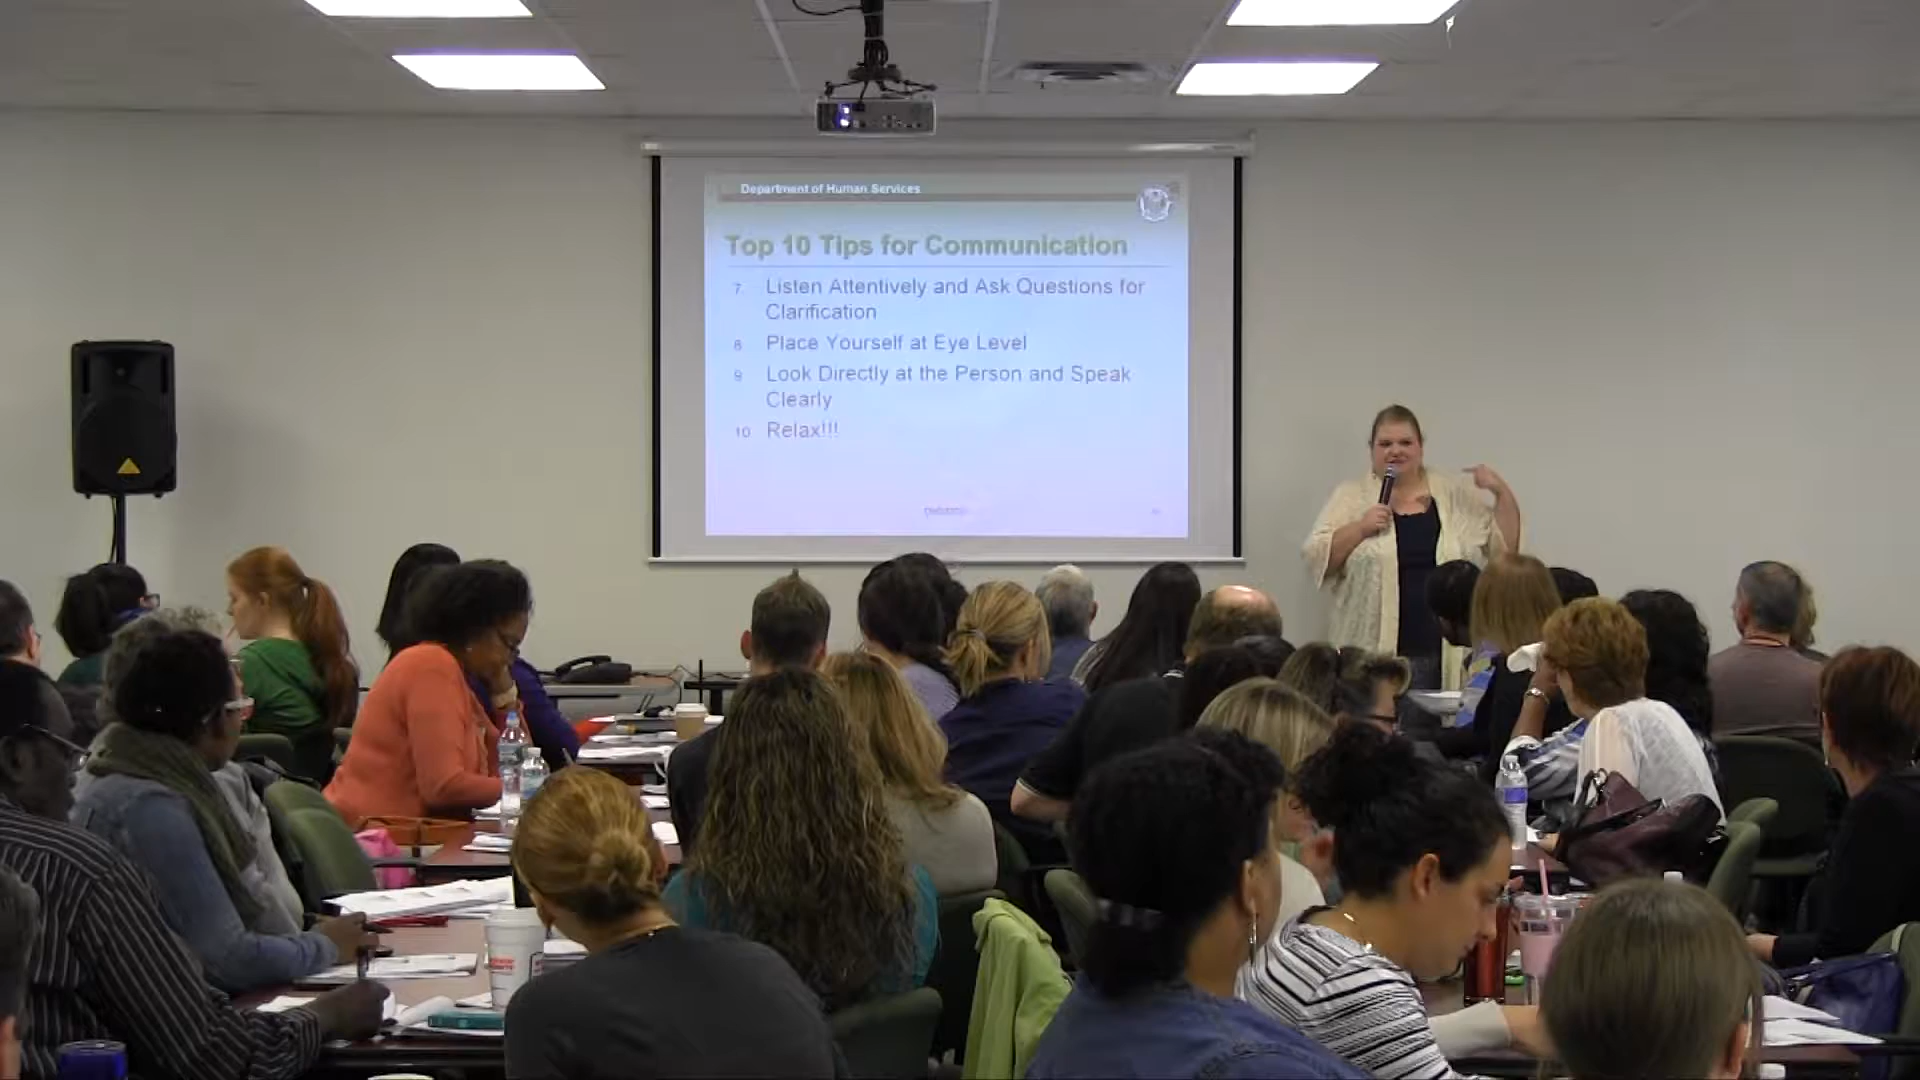 Department of Human Services
Top 10 Tips for Communication
7. Listen Attentively and Ask Questions for
Clarification
8. Place Yourself at Eye Level
9. Look Directly at the Person and Speak
Clearly
10. Relax!!!